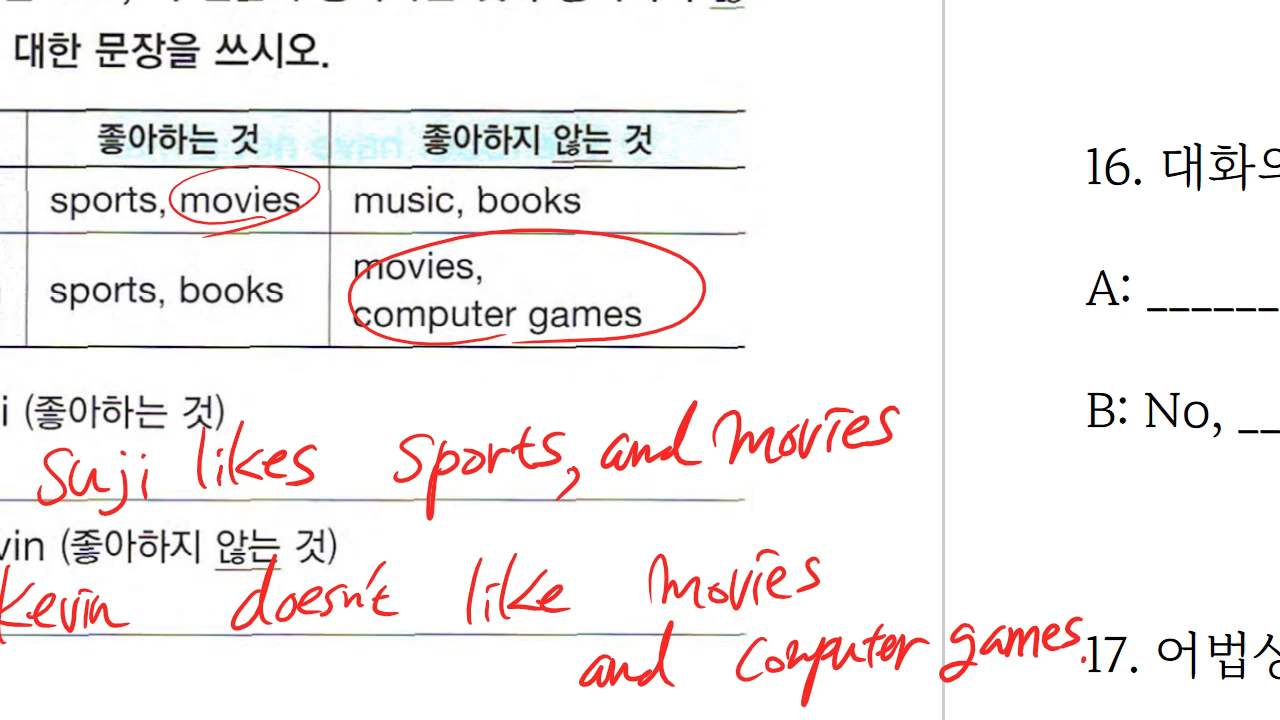 대한 문장을 쓰시오.
좋아하는 것 좋아하지 않는 것
sports, movies music, books
sports, books movies,
computer games
i (좋아하는 것)
Suji likes sports, and movies
vin (좋아하지 않는 것)
Kevin doesn't like movies
and computer games.
16. 대화의
A: ______
B: No, __
17. 어법상